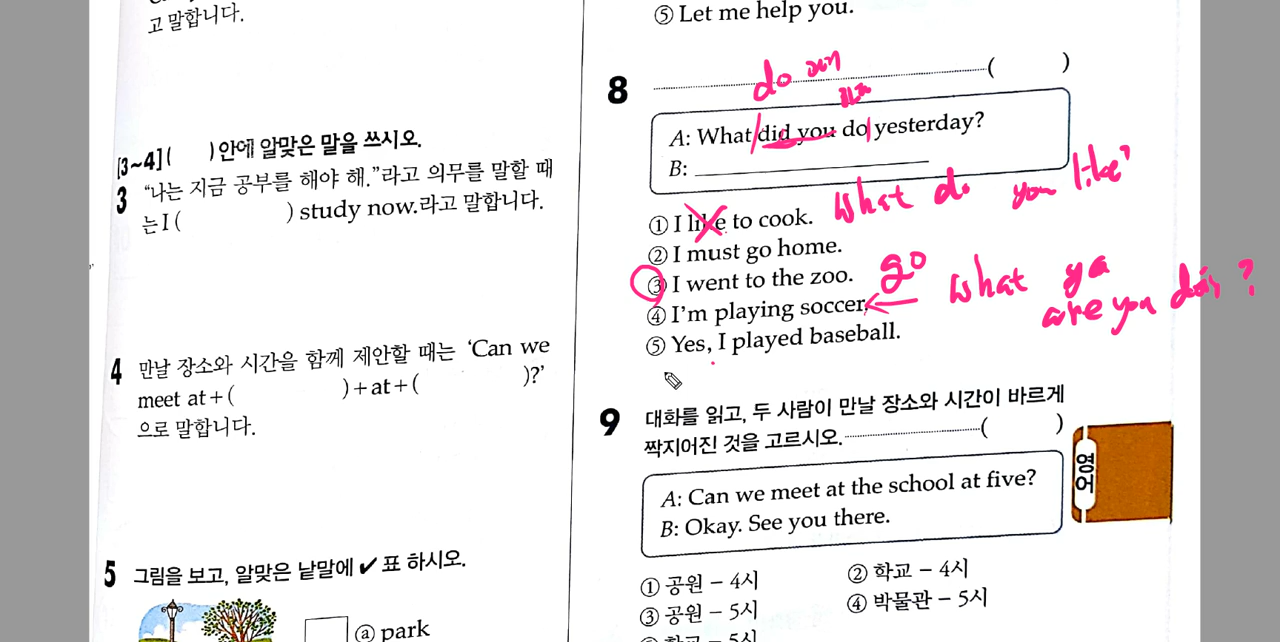 고 말합니다.
[3~4] ( ) 안에 알맞은 말을 쓰시오.
3 “나는 지금 공부를 해야 해.”라고 의무를 말할 때
는 I ( ) study now.라고 말합니다.
4 만날 장소와 시간을 함께 제안할 때는 ‘Can we
meet at+( )+at+( )?’
으로 말합니다.
5 그림을 보고, 알맞은 낱말에 ✔ 표 하시오.
ⓐ park
⑤ Let me help you.
8 ( )
do
A: What did you do yesterday?
B:
① I like to cook.
what do you like?
② I must go home.
③ I went to the zoo.
go
④ I'm playing soccer.
what ya
are you doing?
⑤ Yes, I played baseball.
9 대화를 읽고, 두 사람이 만날 장소와 시간이 바르게
짝지어진 것을 고르시오. ( )
A: Can we meet at the school at five?
B: Okay. See you there.
① 공원 – 4시
② 학교 – 4시
③ 공원 – 5시
④ 박물관 – 5시
영어